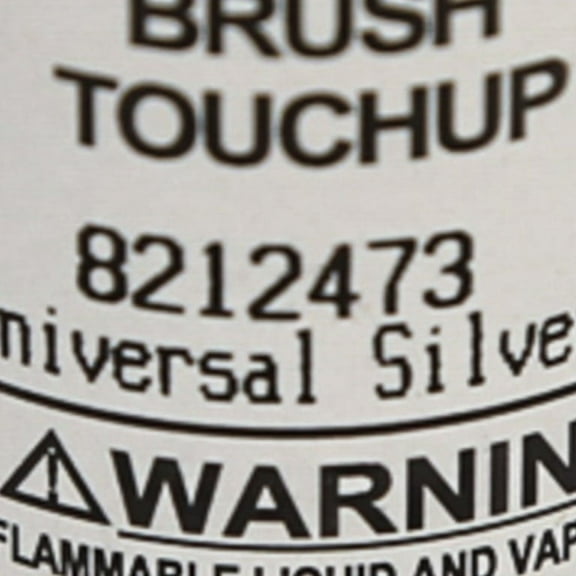 BRUSH
TOUCHUP
8212473
niversal Silve
WARNIN
FLAMMABLE LIQUID AND VAP